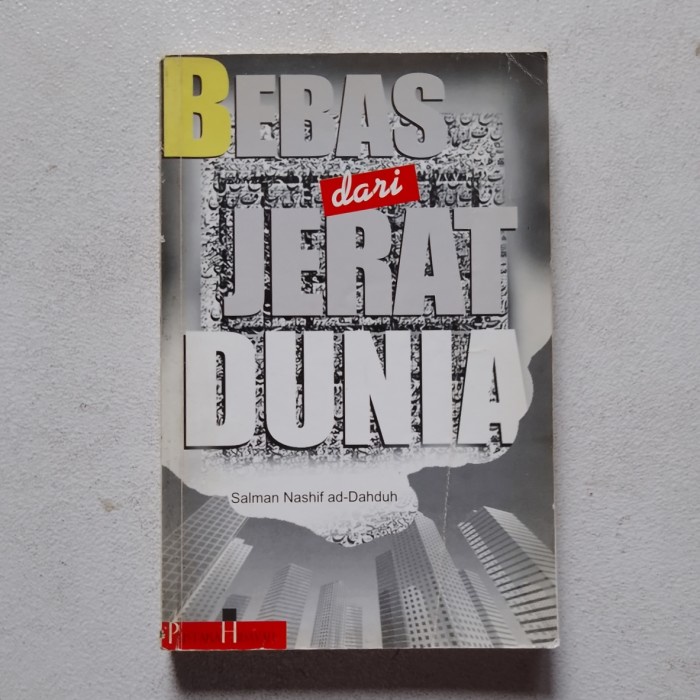 BEBAS
dari
JERAT
DUNIA
Salman Nashif ad-Dahduh
P H